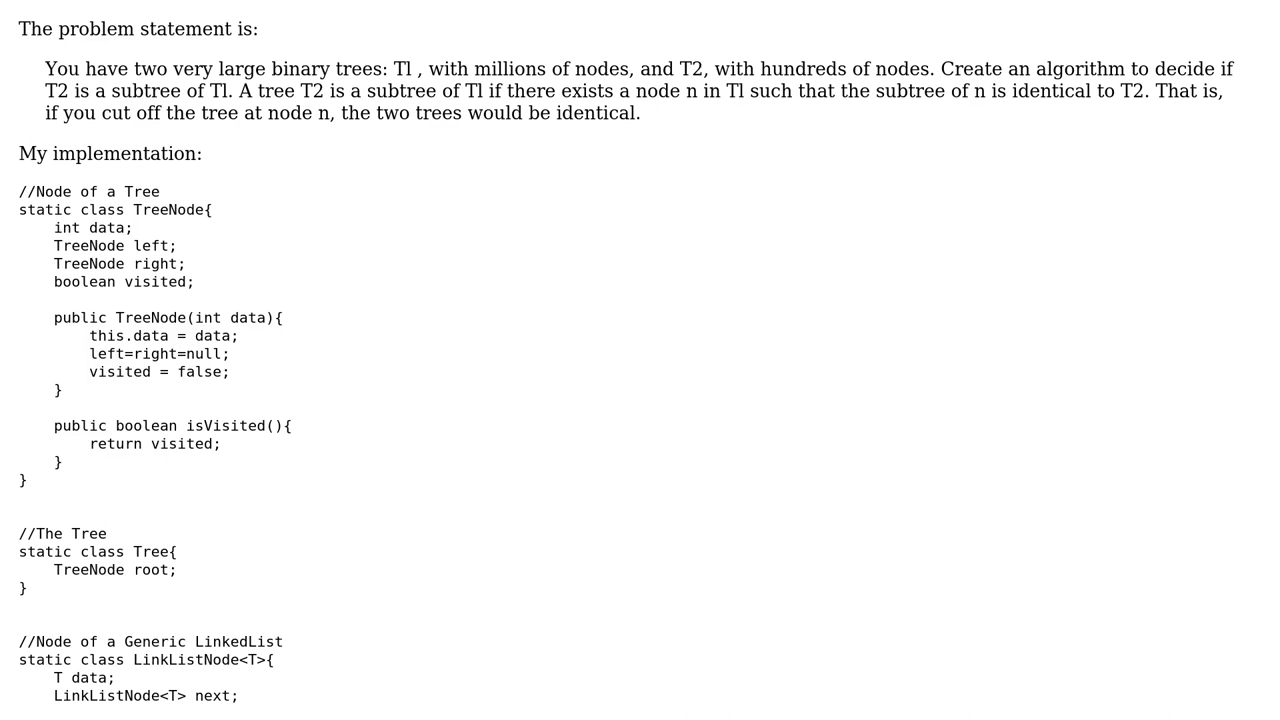 The problem statement is:
You have two very large binary trees: Tl , with millions of nodes, and T2, with hundreds of nodes. Create an algorithm to decide if
T2 is a subtree of Tl. A tree T2 is a subtree of Tl if there exists a node n in Tl such that the subtree of n is identical to T2. That is,
if you cut off the tree at node n, the two trees would be identical.
My implementation:
//Node of a Tree
static class TreeNode{
    int data;
    TreeNode left;
    TreeNode right;
    boolean visited;
    public TreeNode(int data){
        this.data = data;
        left=right=null;
        visited = false;
    }
    public boolean isVisited(){
        return visited;
    }
}
//The Tree
static class Tree{
    TreeNode root;
}
//Node of a Generic LinkedList
static class LinkListNode<T>{
    T data;
    LinkListNode<T> next;